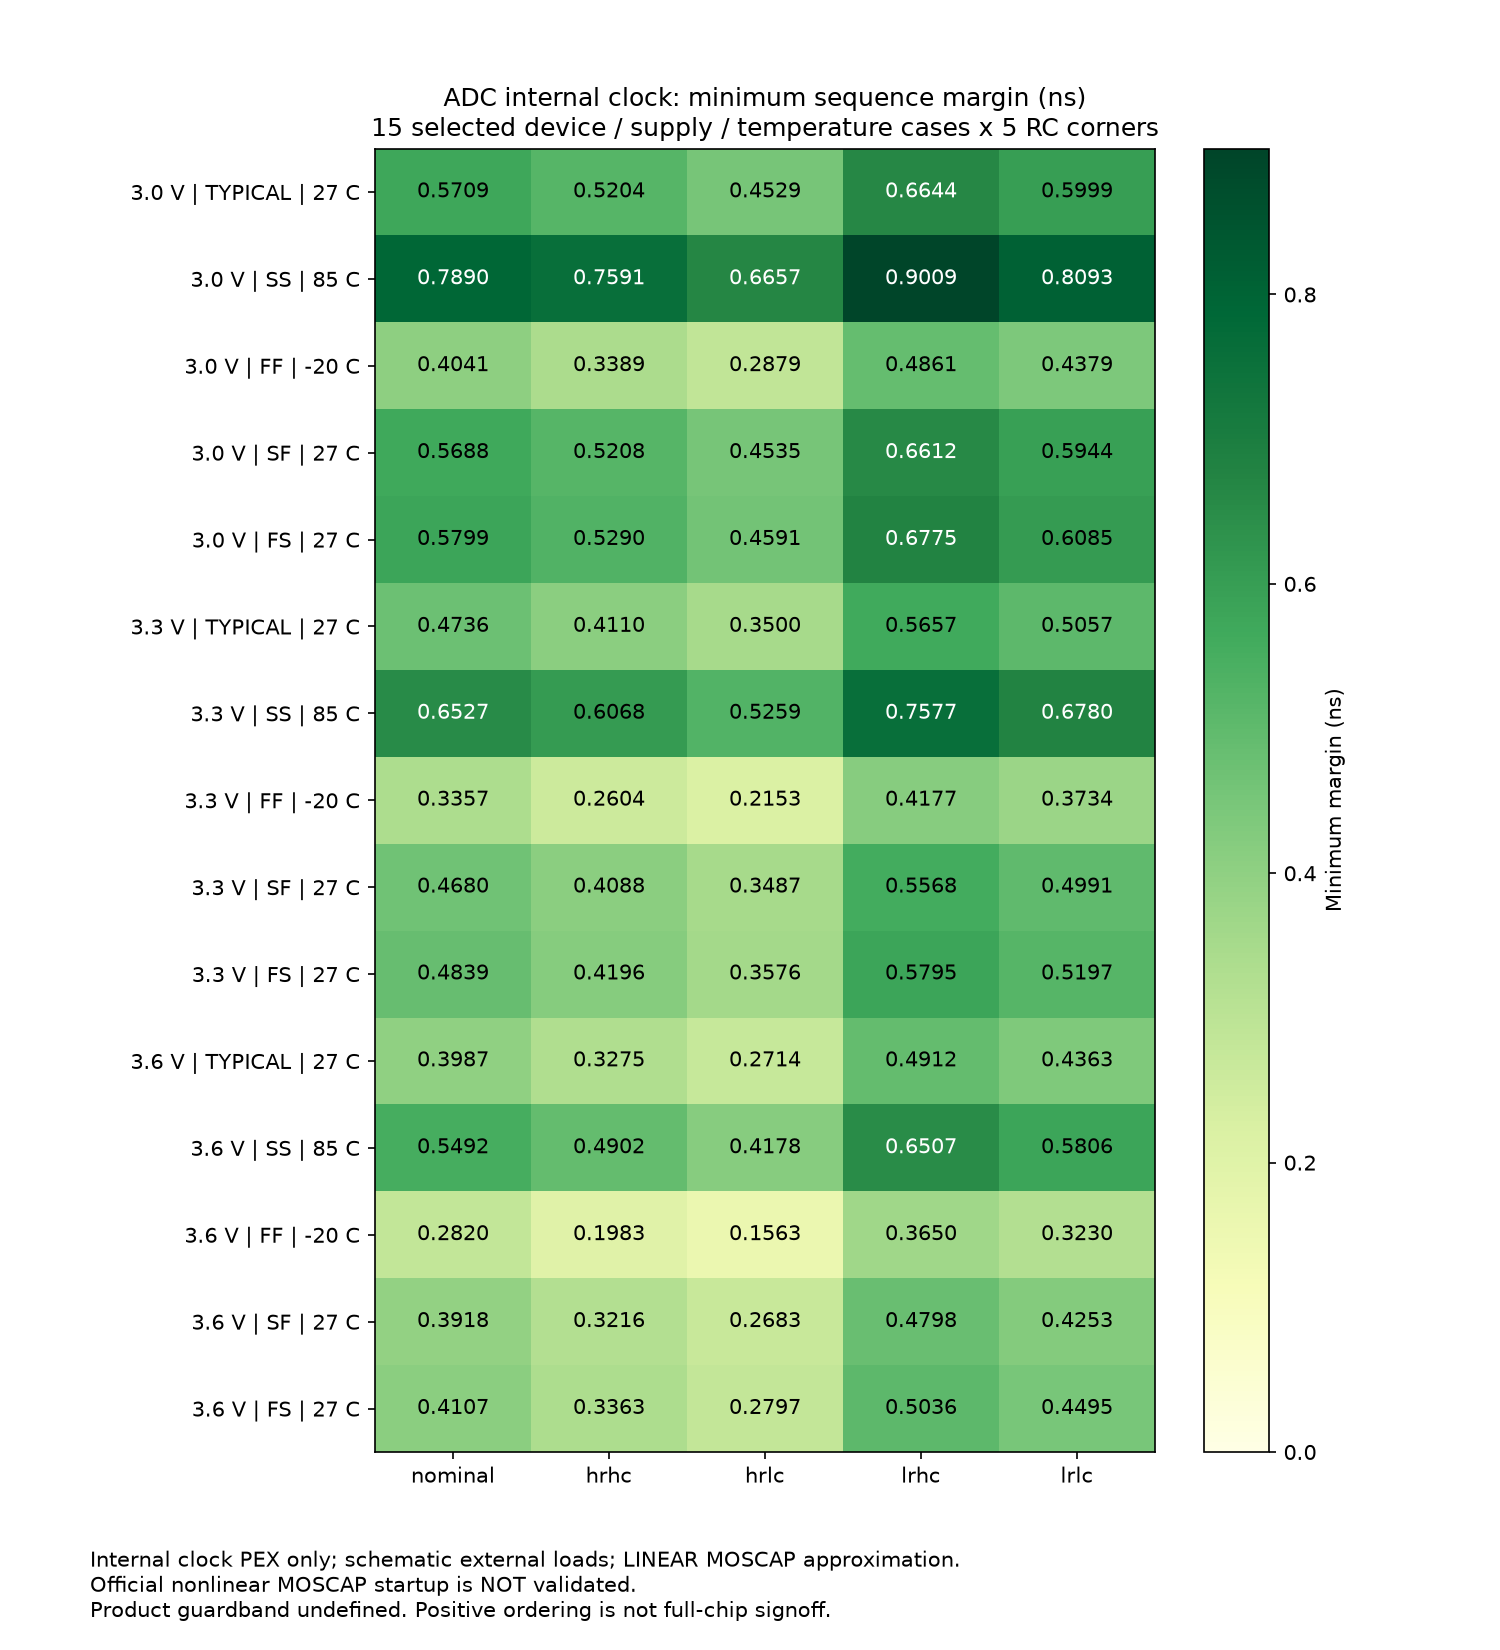 ADC internal clock: minimum sequence margin (ns)
15 selected device / supply / temperature cases x 5 RC corners
3.0 V | TYPICAL | 27 C 0.5709 0.5204 0.4529 0.6644 0.5999
3.0 V | SS | 85 C 0.7890 0.7591 0.6657 0.9009 0.8093
3.0 V | FF | -20 C 0.4041 0.3389 0.2879 0.4861 0.4379
3.0 V | SF | 27 C 0.5688 0.5208 0.4535 0.6612 0.5944
3.0 V | FS | 27 C 0.5799 0.5290 0.4591 0.6775 0.6085
3.3 V | TYPICAL | 27 C 0.4736 0.4110 0.3500 0.5657 0.5057
3.3 V | SS | 85 C 0.6527 0.6068 0.5259 0.7577 0.6780
3.3 V | FF | -20 C 0.3357 0.2604 0.2153 0.4177 0.3734
3.3 V | SF | 27 C 0.4680 0.4088 0.3487 0.5568 0.4991
3.3 V | FS | 27 C 0.4839 0.4196 0.3576 0.5795 0.5197
3.6 V | TYPICAL | 27 C 0.3987 0.3275 0.2714 0.4912 0.4363
3.6 V | SS | 85 C 0.5492 0.4902 0.4178 0.6507 0.5806
3.6 V | FF | -20 C 0.2820 0.1983 0.1563 0.3650 0.3230
3.6 V | SF | 27 C 0.3918 0.3216 0.2683 0.4798 0.4253
3.6 V | FS | 27 C 0.4107 0.3363 0.2797 0.5036 0.4495
nominal hrhc hrlc lrhc lrlc
0.8
0.6
0.4
0.2
0.0
Minimum margin (ns)
Internal clock PEX only; schematic external loads; LINEAR MOSCAP approximation.
Official nonlinear MOSCAP startup is NOT validated.
Product guardband undefined. Positive ordering is not full-chip signoff.